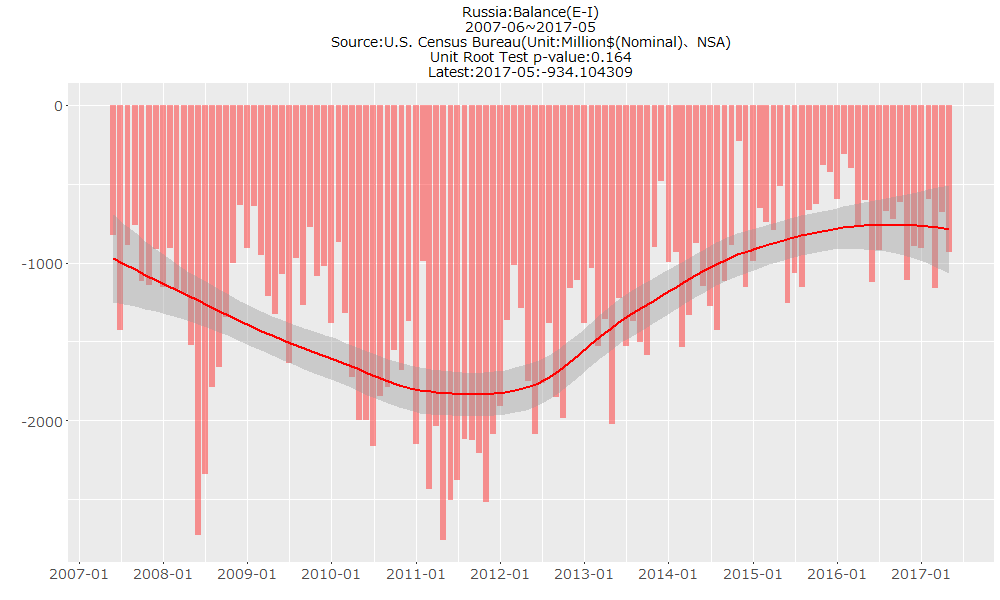 Russia:Balance(E-I)
2007-06~2017-05
Source:U.S. Census Bureau(Unit:Million$(Nominal)、NSA)
Unit Root Test p-value:0.164
Latest:2017-05:-934.104309
0
-1000
-2000
2007-01 2008-01 2009-01 2010-01 2011-01 2012-01 2013-01 2014-01 2015-01 2016-01 2017-01